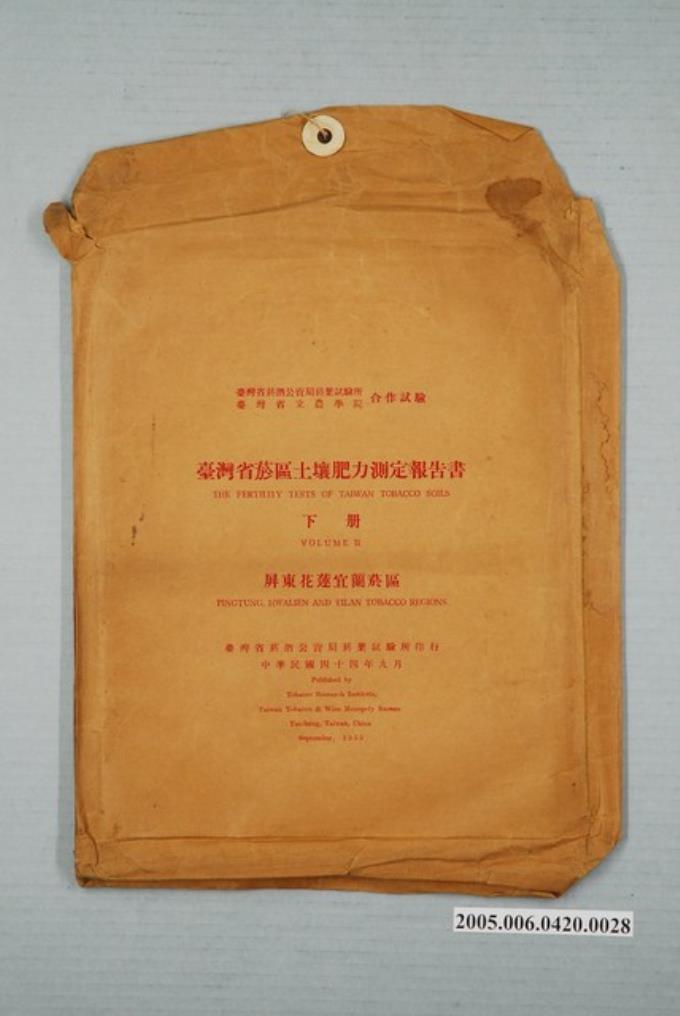 臺灣省菸酒公賣局菸葉試驗所
臺灣省立農學院 合作試驗
臺灣省菸區土壤肥力測定報告書
THE FERTILITY TESTS OF TAIWAN TOBACCO SOILS
下 册
VOLUME II
屏東花蓮宜蘭菸區
PINGTUNG, HWALIEN AND YILAN TOBACCO REGIONS
臺灣省菸酒公賣局菸葉試驗所印行
中華民國四十四年九月
Published by
Tobacco Research Institute,
Taiwan Tobacco & Wine Monopoly Bureau
Taichung, Taiwan, China
September, 1955
2005.006.0420.0028